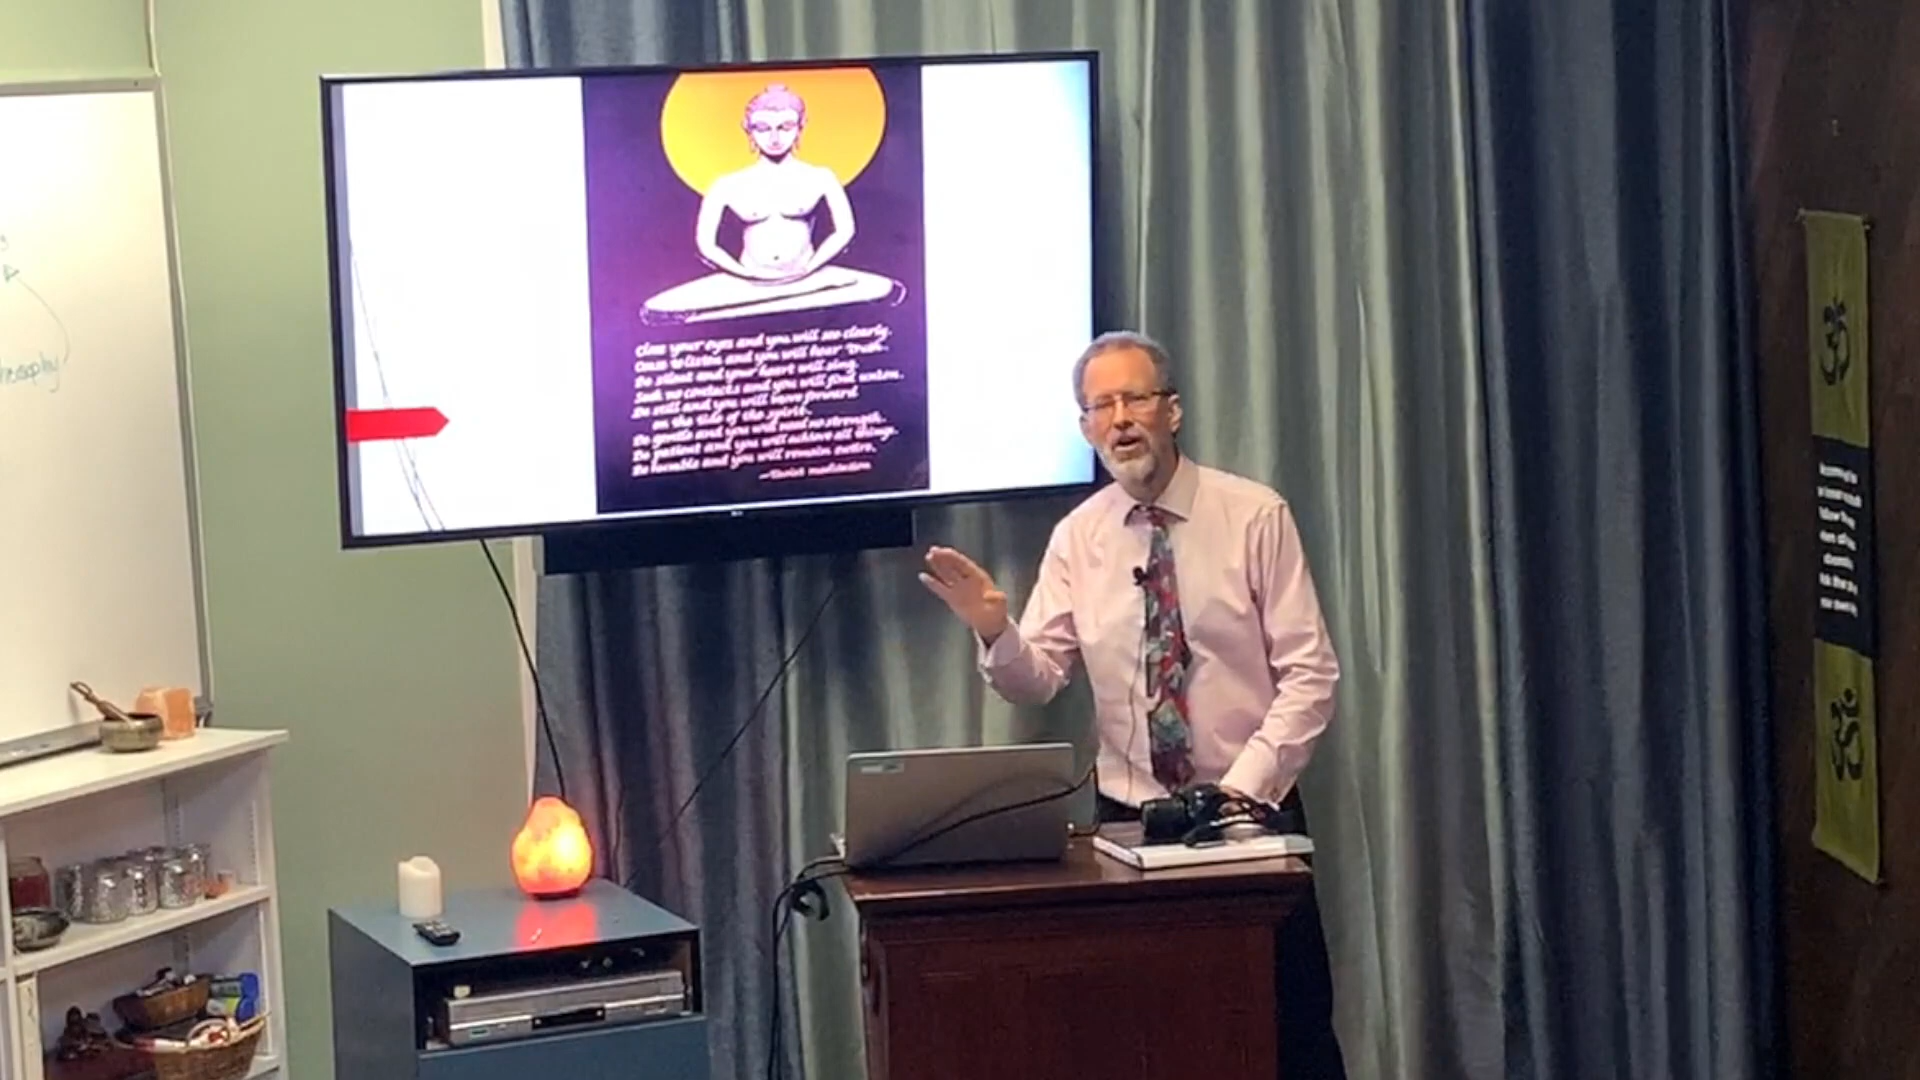 Close your eyes and you will see clearly.
Cease to listen and you will hear Truth.
Be silent and your heart will sing.
Seek no contacts and you will find union.
Be still and you will move forward
on the tide of the spirit.
Be gentle and you will need no strength.
Be patient and you will achieve all things.
Be humble and you will remain entire.
—Taoist meditation
ॐ
ॐ